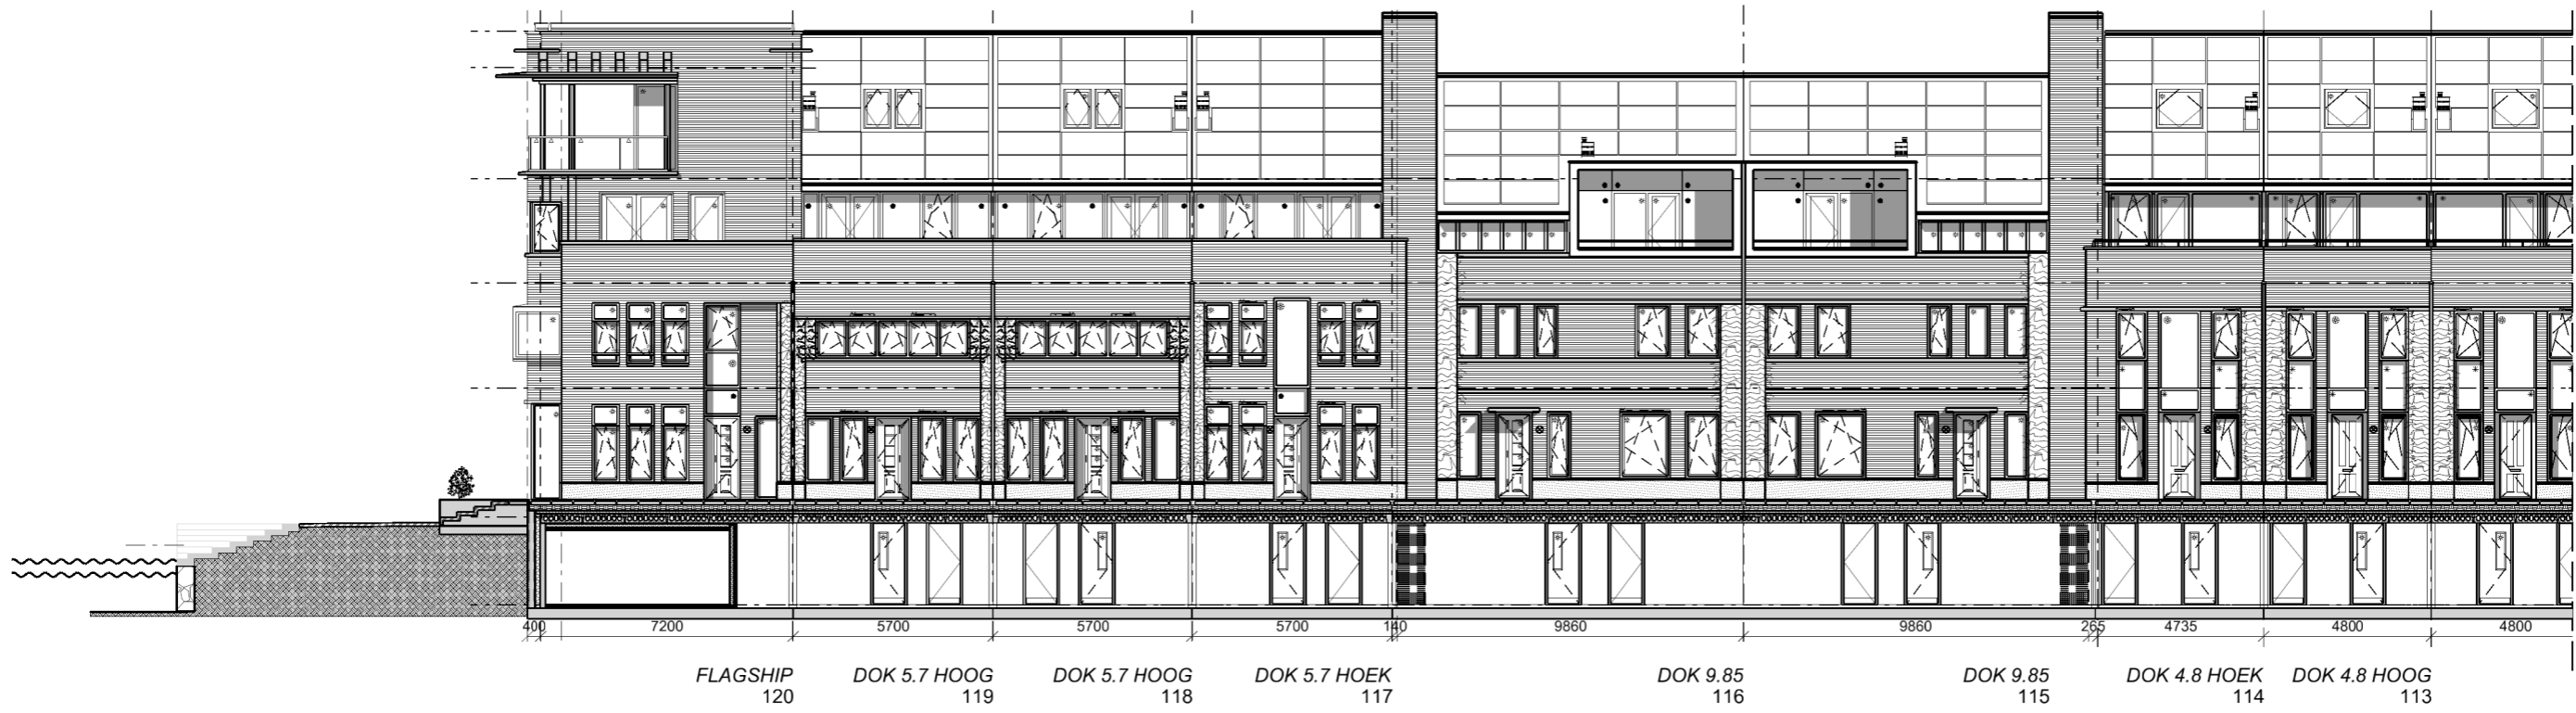 400 7200 5700 5700 5700 140 9860 9860 265 4735 4800 4800
FLAGSHIP DOK 5.7 HOOG DOK 5.7 HOOG DOK 5.7 HOEK DOK 9.85 DOK 9.85 DOK 4.8 HOEK DOK 4.8 HOOG
120 119 118 117 116 115 114 113